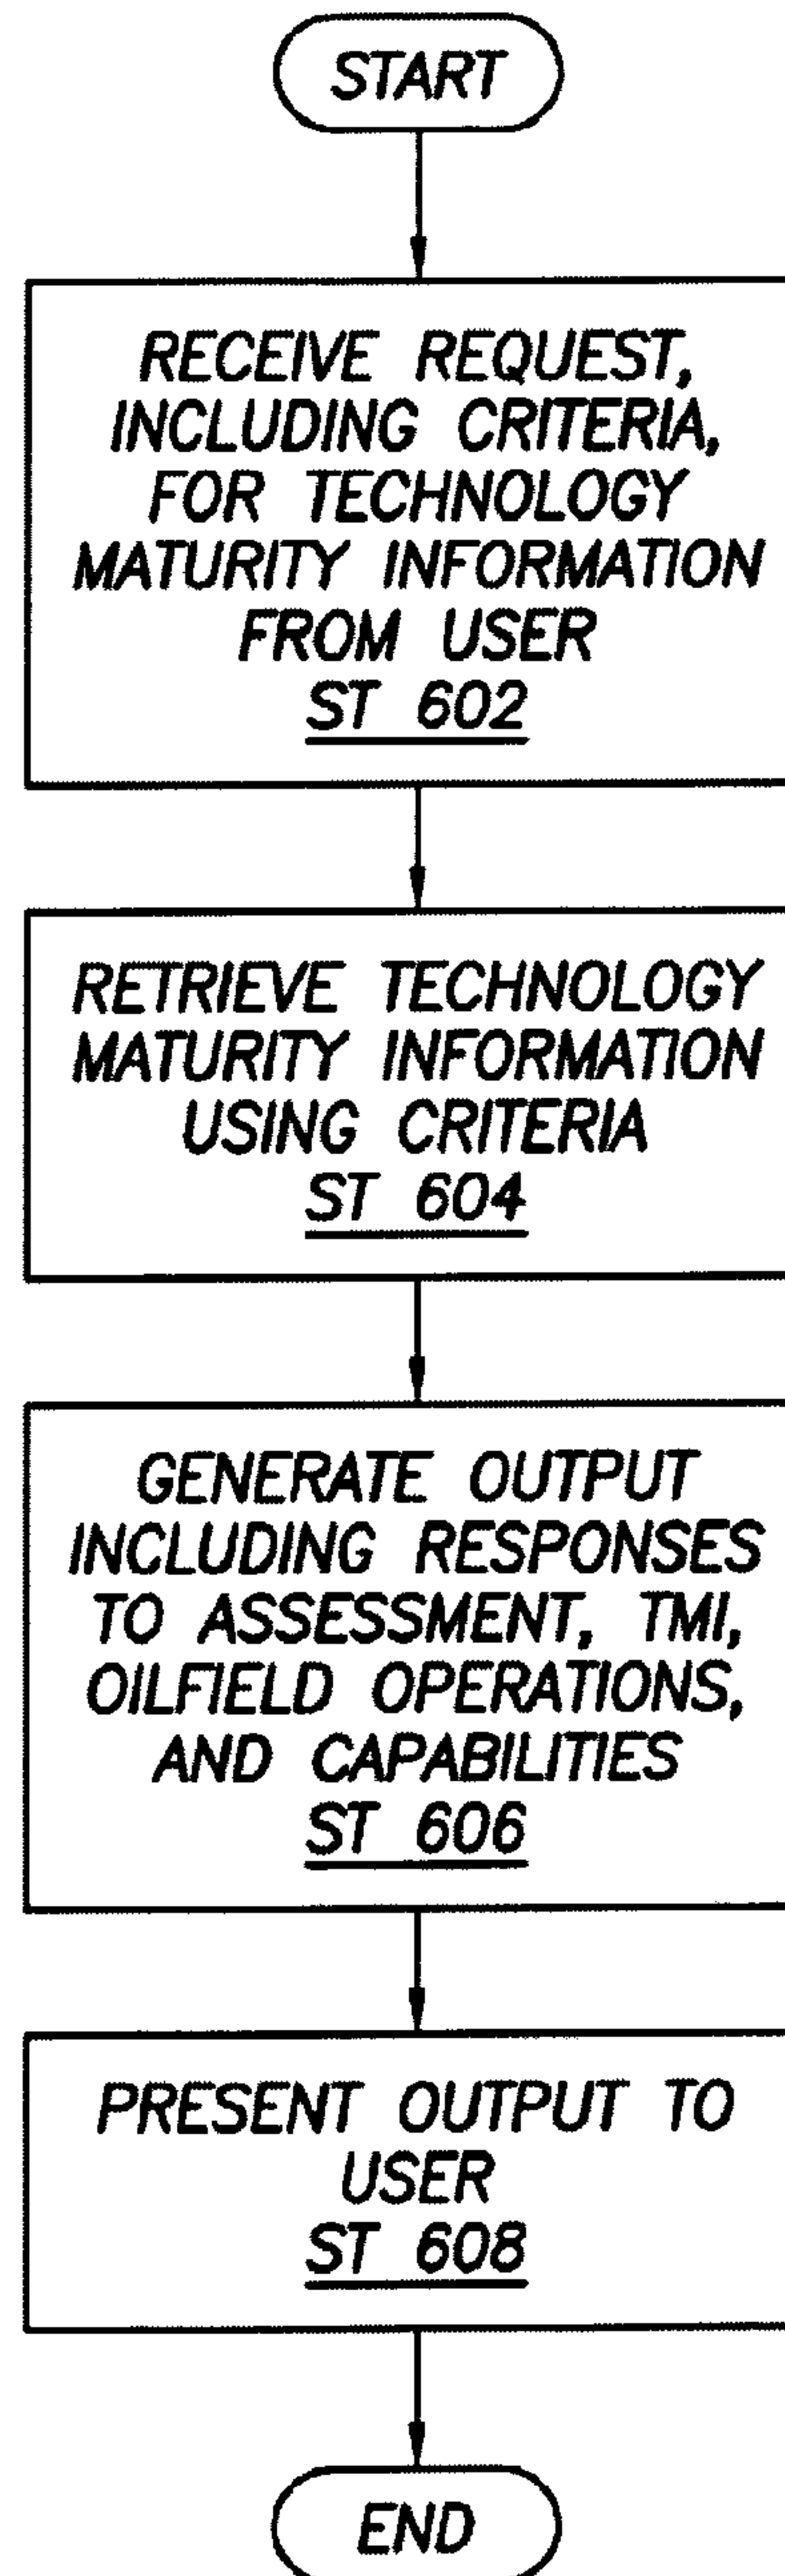 START
RECEIVE REQUEST,
INCLUDING CRITERIA,
FOR TECHNOLOGY
MATURITY INFORMATION
FROM USER
ST 602
RETRIEVE TECHNOLOGY
MATURITY INFORMATION
USING CRITERIA
ST 604
GENERATE OUTPUT
INCLUDING RESPONSES
TO ASSESSMENT, TMI,
OILFIELD OPERATIONS,
AND CAPABILITIES
ST 606
PRESENT OUTPUT TO
USER
ST 608
END